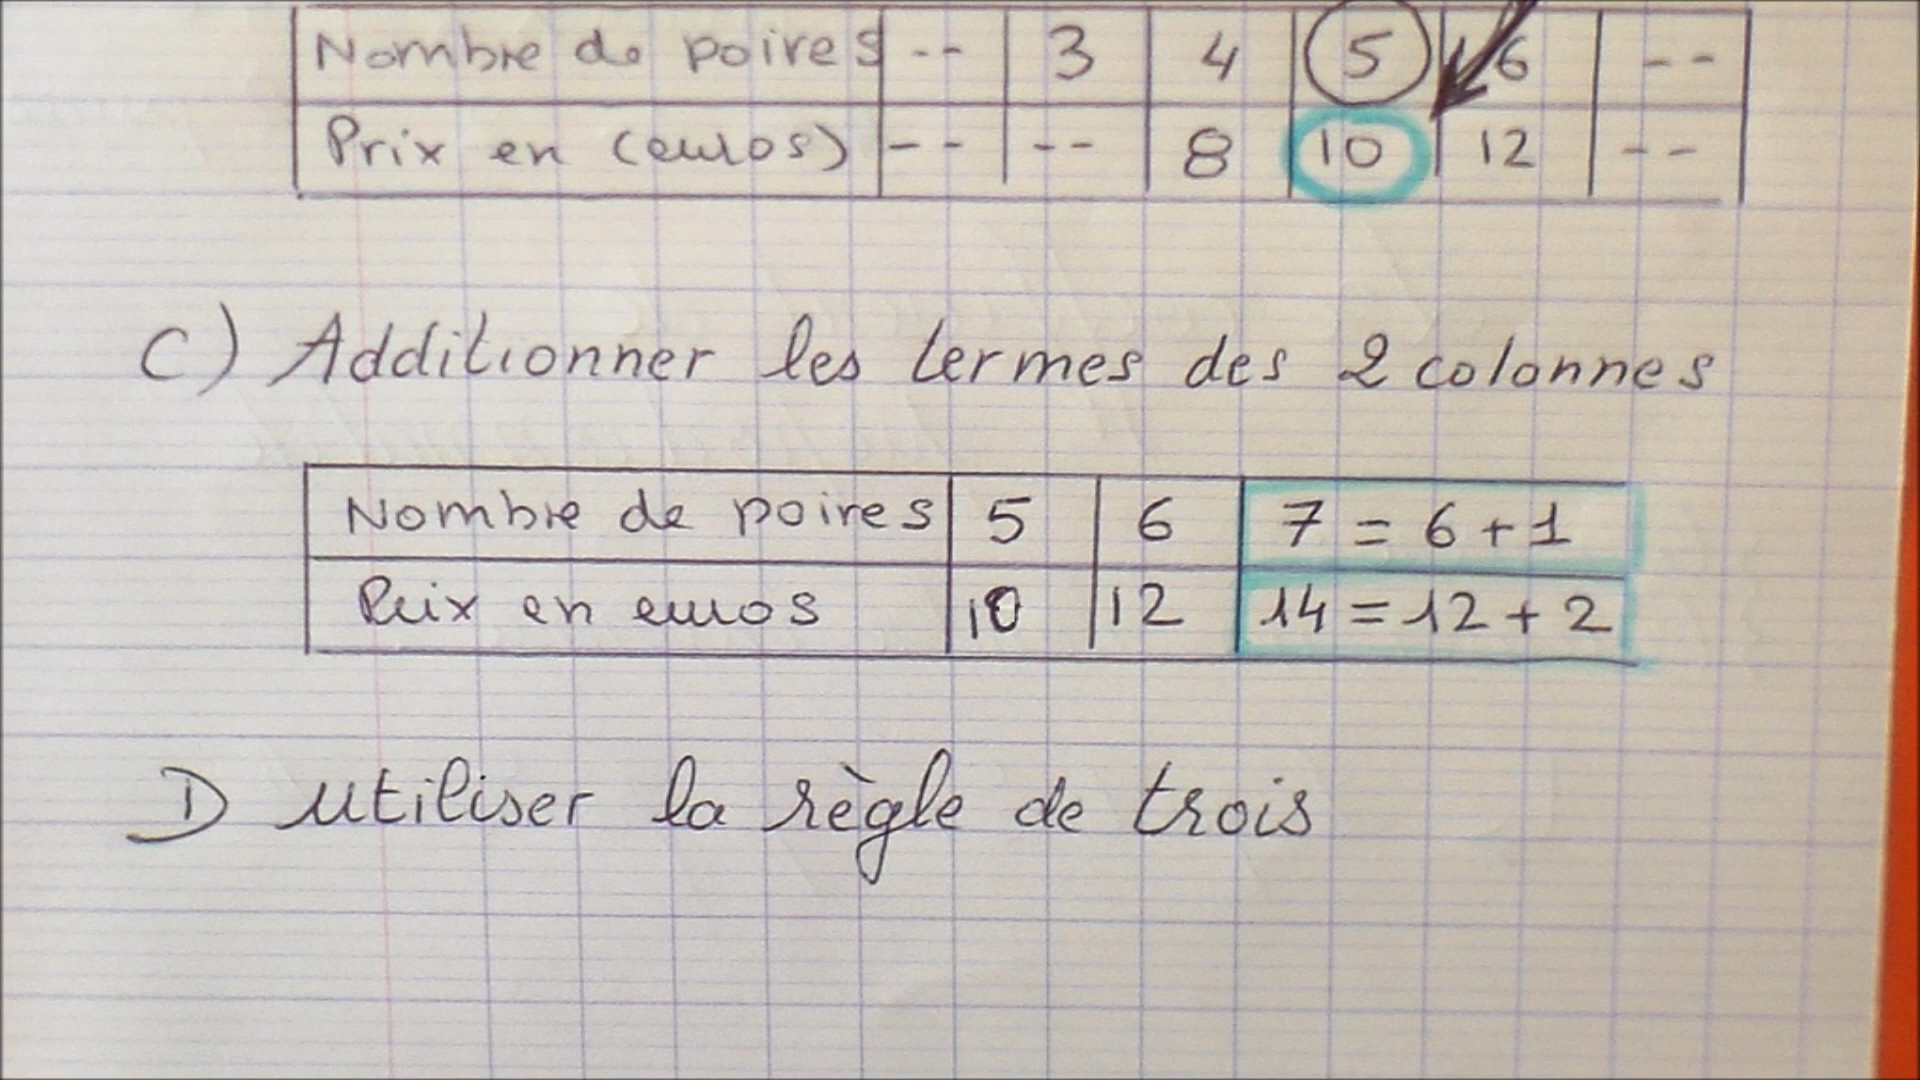 Nombre de poires -- 3 4 5 6 --
Prix en (euros) -- -- 8 10 12 --
C) Additionner les termes des 2 colonnes
Nombre de poires 5 6 7 = 6 + 1
Prix en euros 10 12 14 = 12 + 2
D utiliser la règle de trois